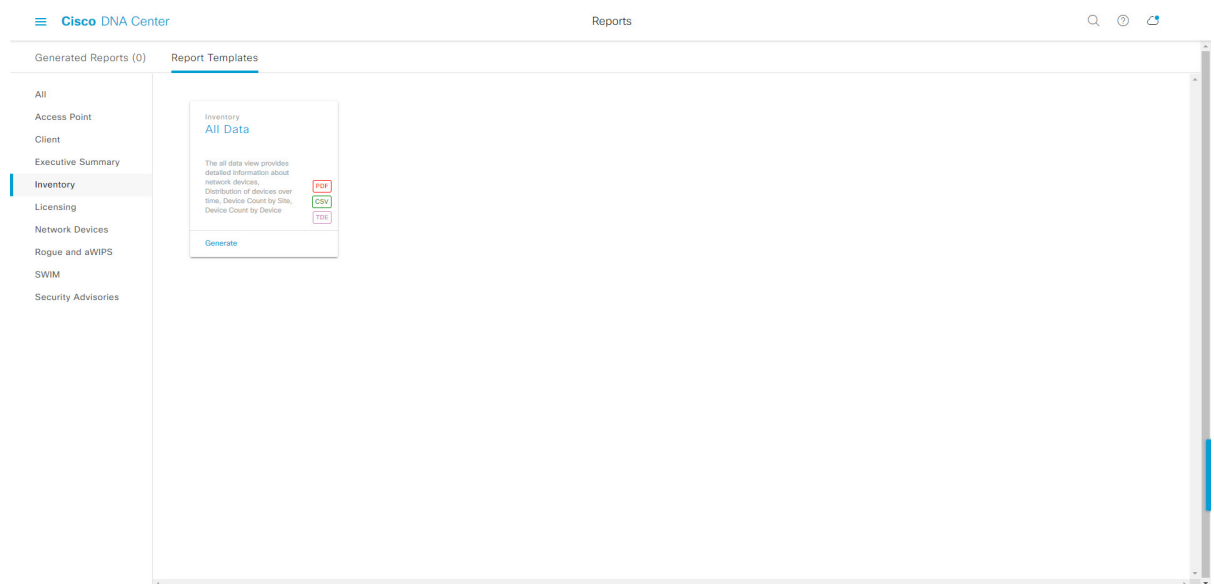 Cisco DNA Center
Reports
Generated Reports (0)
Report Templates
All
Access Point
Client
Executive Summary
Inventory
Licensing
Network Devices
Rogue and aWIPS
SWIM
Security Advisories
Inventory
All Data
The all data view provides
detailed information about
network devices,
Distribution of devices over
time, Device Count by Site,
Device Count by Device
PDF
CSV
TDE
Generate